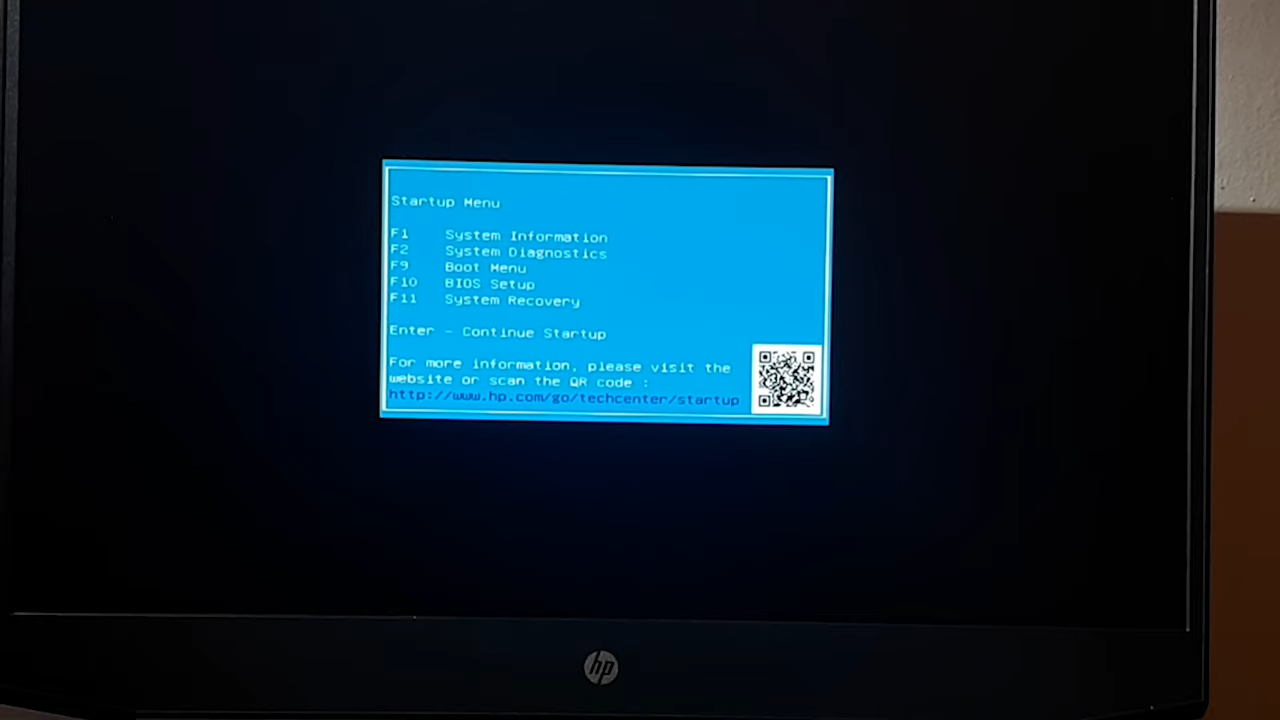 Startup Menu
F1 System Information
F2 System Diagnostics
F9 Boot Menu
F10 BIOS Setup
F11 System Recovery
Enter - Continue Startup
For more information, please visit the
website or scan the QR code :
http://www.hp.com/go/techcenter/startup
hp